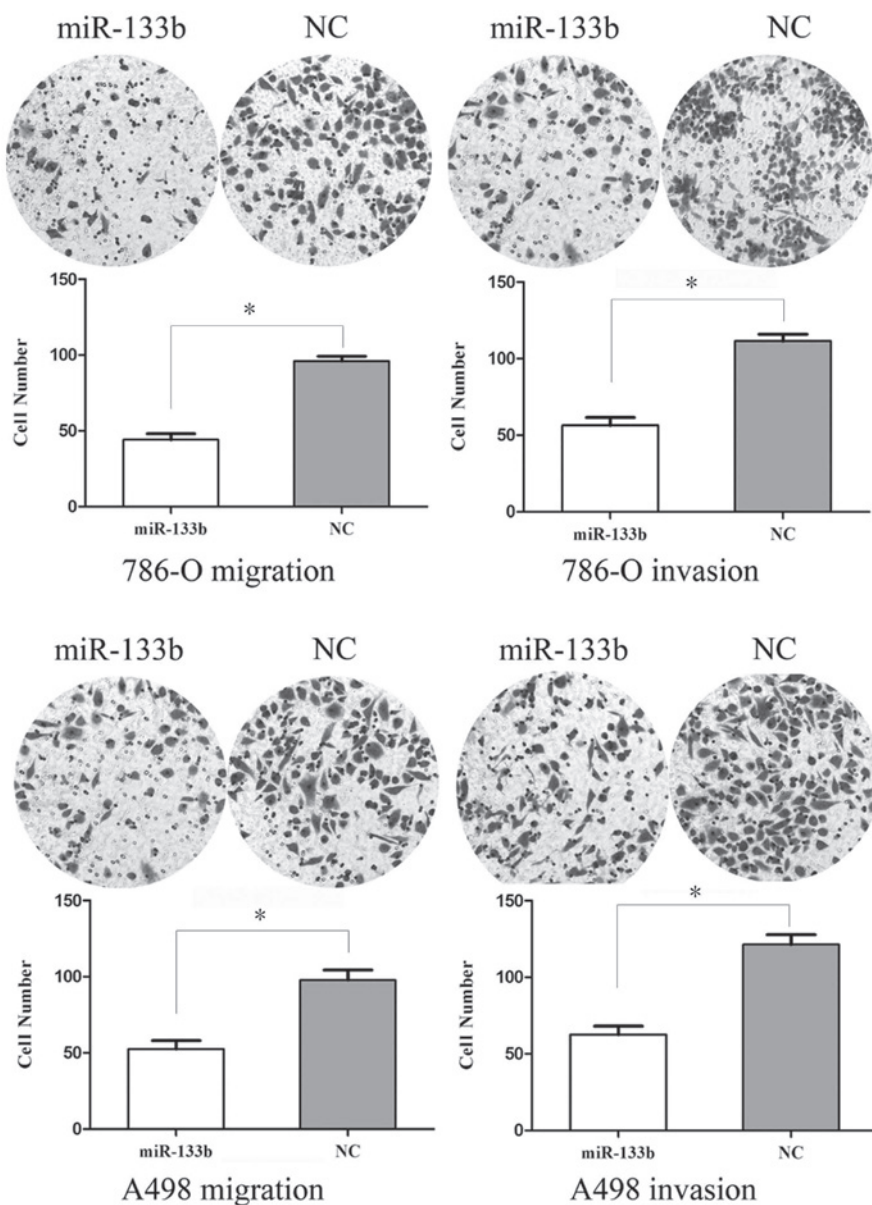 miR-133b NC miR-133b NC
150
100
50
0
Cell Number
*
miR-133b NC
786-O migration
150
100
50
0
Cell Number
*
miR-133b NC
786-O invasion
miR-133b NC miR-133b NC
150
100
50
0
Cell Number
*
miR-133b NC
A498 migration
150
100
50
0
Cell Number
*
miR-133b NC
A498 invasion